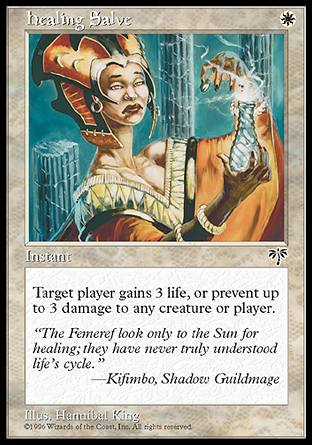 Healing Salve
Instant
Target player gains 3 life, or prevent up
to 3 damage to any creature or player.
"The Femeref look only to the Sun for
healing; they have never truly understood
life's cycle."
—Kifimbo, Shadow Guildmage
Illus. Hannibal King
©1996 Wizards of the Coast, Inc. All rights reserved.